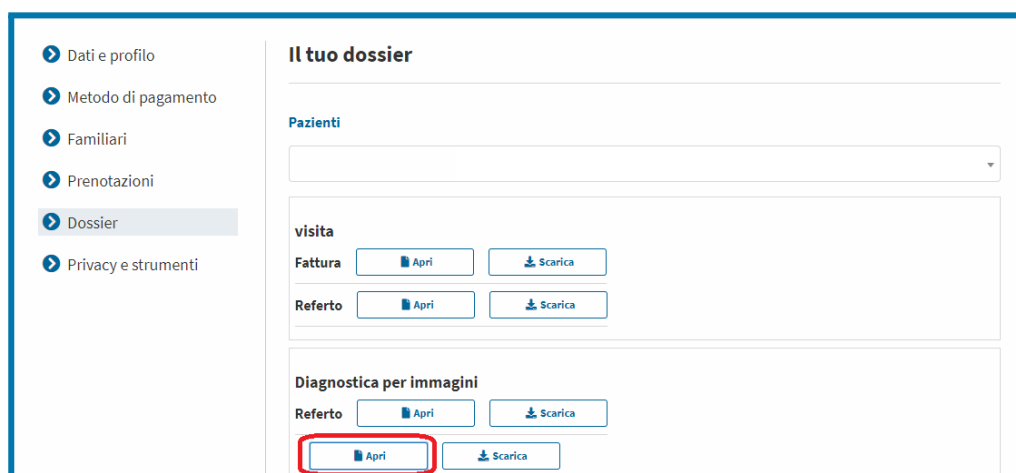 Dati e profilo
Metodo di pagamento
Familiari
Prenotazioni
Dossier
Privacy e strumenti
Il tuo dossier
Pazienti
visita
Fattura Apri Scarica
Referto Apri Scarica
Diagnostica per immagini
Referto Apri Scarica
Apri Scarica